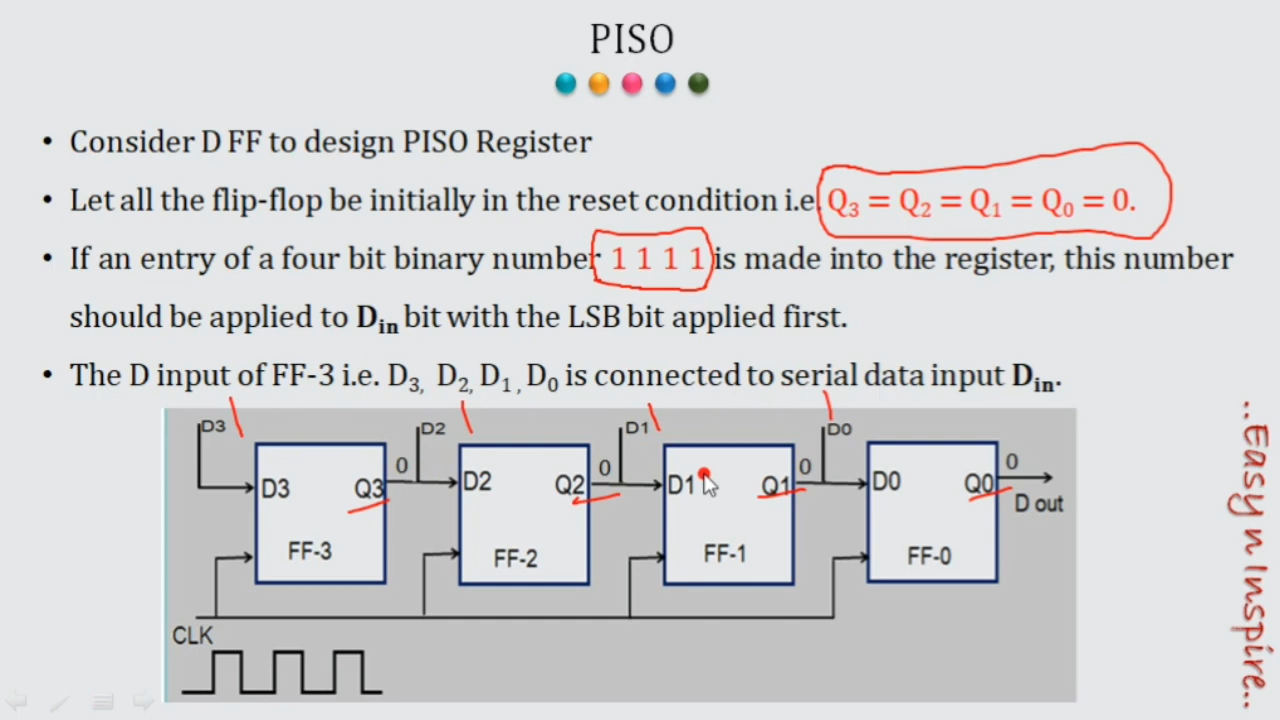 PISO
• Consider D FF to design PISO Register
• Let all the flip-flop be initially in the reset condition i.e. Q₃ = Q₂ = Q₁ = Q₀ = 0.
• If an entry of a four bit binary number 1 1 1 1 is made into the register, this number
should be applied to Dᵢₙ bit with the LSB bit applied first.
• The D input of FF-3 i.e. D₃, D₂, D₁, D₀ is connected to serial data input Dᵢₙ.
D3 D2 D1 D0
D3 Q3 0 D2 Q2 0 D1 Q1 0 D0 Q0 0
D out
FF-3 FF-2 FF-1 FF-0
CLK
..Easy n Inspire..